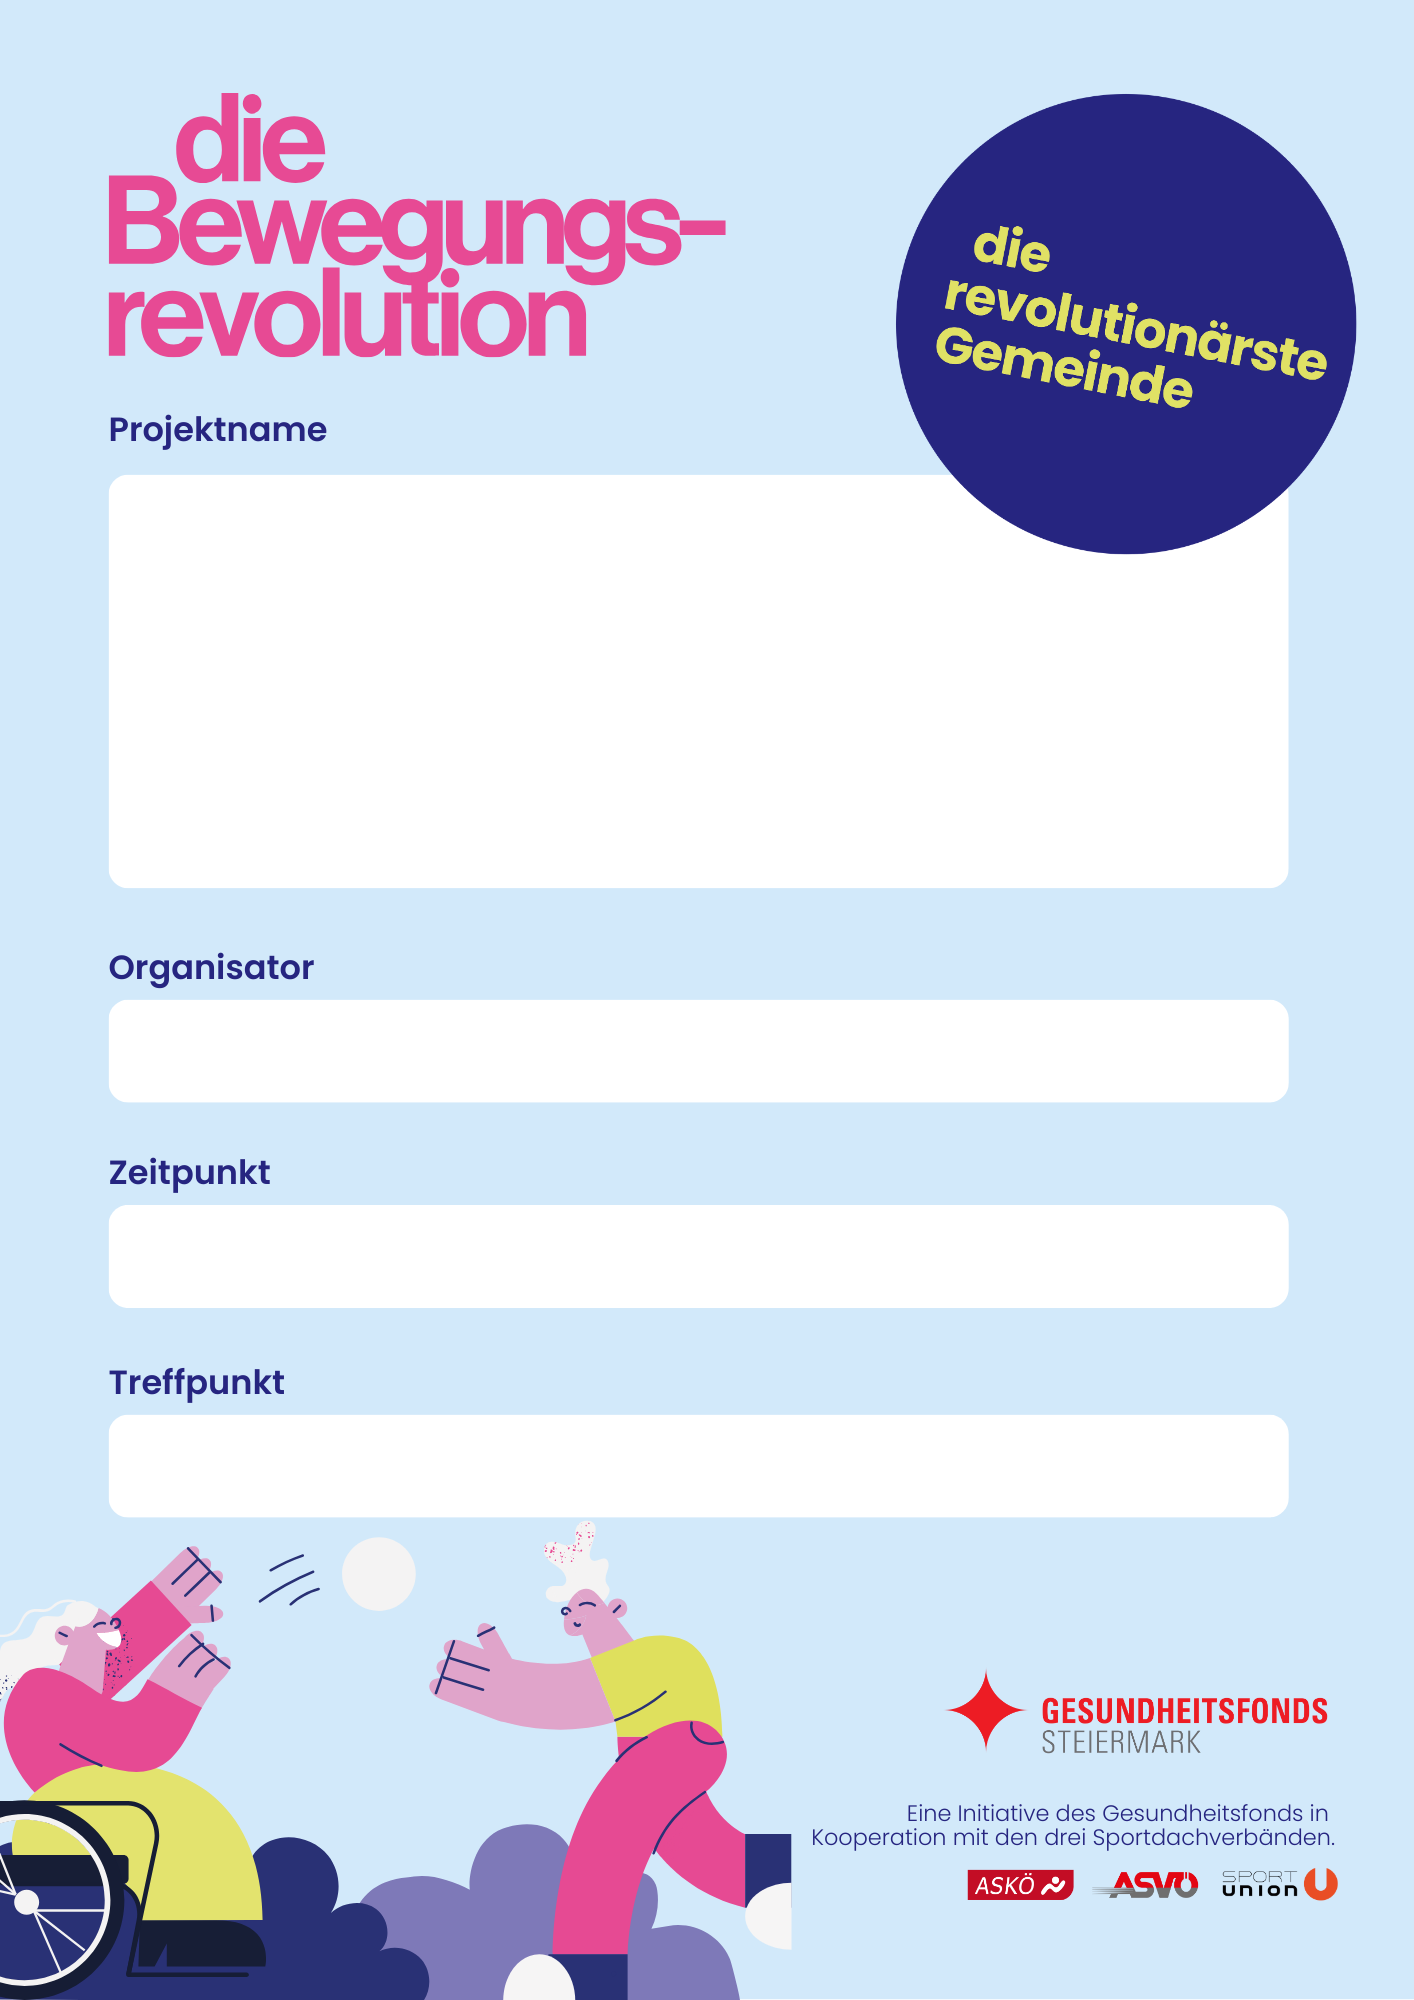 die
Bewegungs-
revolution
die
revolutionärste
Gemeinde
Projektname
Organisator
Zeitpunkt
Treffpunkt
GESUNDHEITSFONDS
STEIERMARK
Eine Initiative des Gesundheitsfonds in
Kooperation mit den drei Sportdachverbänden.
ASKÖ
ASVÖ
SPORT
union